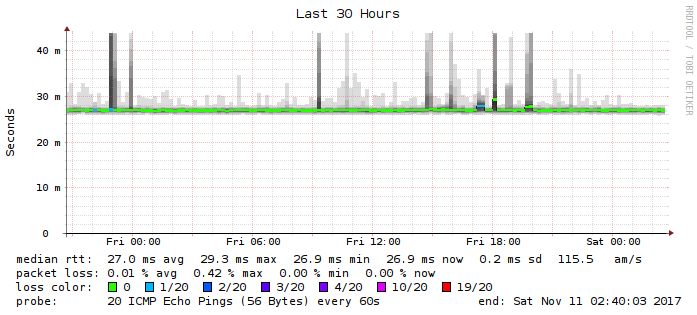 Last 30 Hours
RRDTOOL / TOBI OETIKER
Seconds
40 m
30 m
20 m
10 m
0
Fri 00:00 Fri 06:00 Fri 12:00 Fri 18:00 Sat 00:00
median rtt: 27.0 ms avg 29.3 ms max 26.9 ms min 26.9 ms now 0.2 ms sd 115.5 am/s
packet loss: 0.01 % avg 0.42 % max 0.00 % min 0.00 % now
loss color: 0 1/20 2/20 3/20 4/20 10/20 19/20
probe: 20 ICMP Echo Pings (56 Bytes) every 60s end: Sat Nov 11 02:40:03 2017